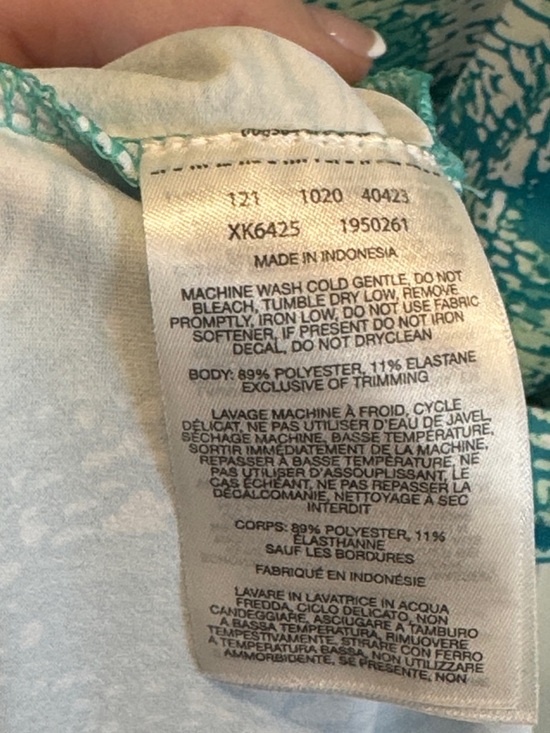 121 1020 40423
XK6425 1950261
MADE IN INDONESIA
MACHINE WASH COLD GENTLE, DO NOT
BLEACH, TUMBLE DRY LOW, REMOVE
PROMPTLY, IRON LOW, DO NOT USE FABRIC
SOFTENER, IF PRESENT DO NOT IRON
DECAL, DO NOT DRYCLEAN
BODY: 89% POLYESTER, 11% ELASTANE
EXCLUSIVE OF TRIMMING
LAVAGE MACHINE À FROID, CYCLE
DÉLICAT, NE PAS UTILISER D'EAU DE JAVEL,
SÉCHAGE MACHINE, BASSE TEMPÉRATURE,
SORTIR IMMÉDIATEMENT DE LA MACHINE,
REPASSER À BASSE TEMPÉRATURE, NE
PAS UTILISER D'ASSOUPLISSANT, LE
CAS ÉCHÉANT, NE PAS REPASSER LA
DÉCALCOMANIE, NETTOYAGE À SEC
INTERDIT
CORPS: 89% POLYESTER, 11%
ÉLASTHANNE
SAUF LES BORDURES
FABRIQUÉ EN INDONÉSIE
LAVARE IN LAVATRICE IN ACQUA
FREDDA, CICLO DELICATO, NON
CANDEGGIARE, ASCIUGARE A TAMBURO
A BASSA TEMPERATURA, RIMUOVERE
TEMPESTIVAMENTE, STIRARE CON FERRO
A TEMPERATURA BASSA, NON UTILIZZARE
AMMORBIDENTE, SE PRESENTE, NON